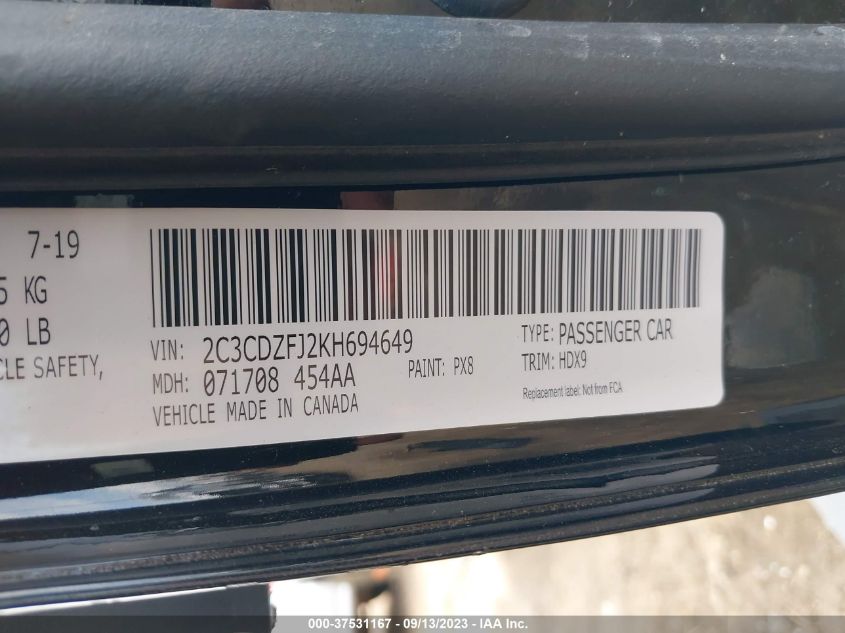 7-19
5 KG
0 LB
CLE SAFETY,
VIN: 2C3CDZFJ2KH694649
MDH: 071708 454AA
PAINT: PX8
VEHICLE MADE IN CANADA
TYPE: PASSENGER CAR
TRIM: HDX9
Replacement label: Not from FCA
000-37531167 - 09/13/2023 - IAA Inc.